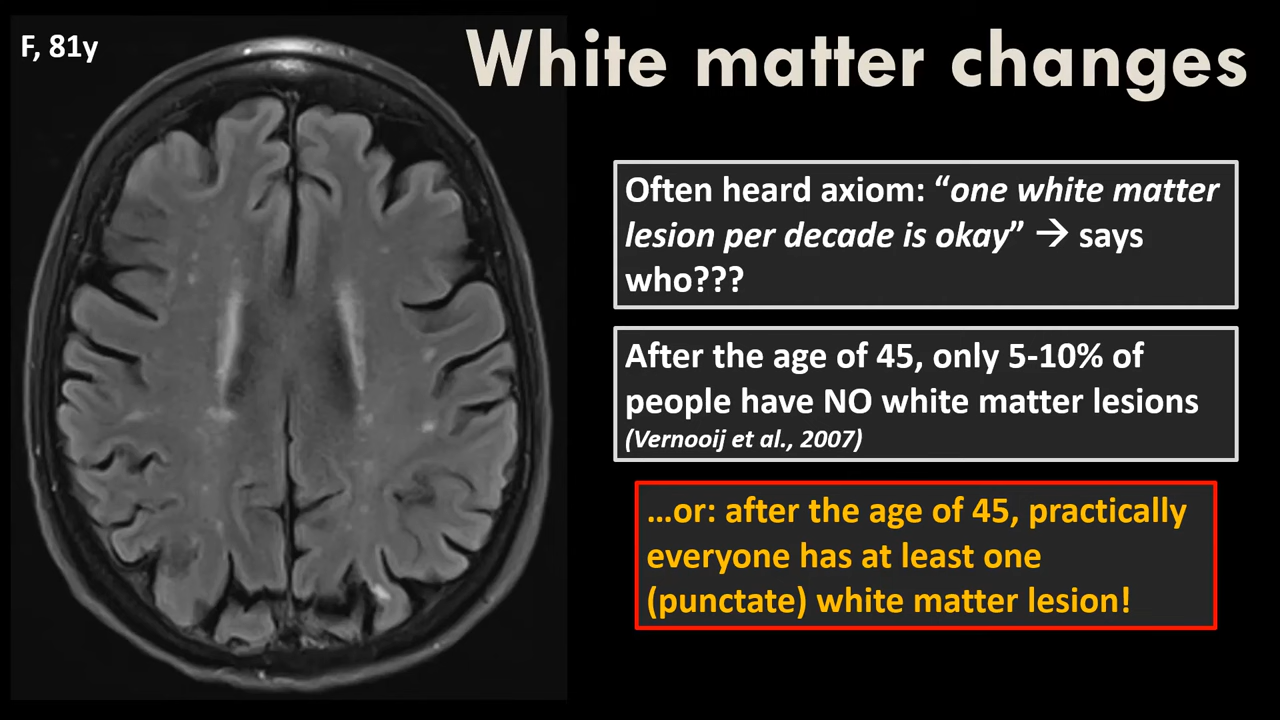 F, 81y
White matter changes
Often heard axiom: “one white matter
lesion per decade is okay” → says
who???
After the age of 45, only 5-10% of
people have NO white matter lesions
(Vernooij et al., 2007)
…or: after the age of 45, practically
everyone has at least one
(punctate) white matter lesion!